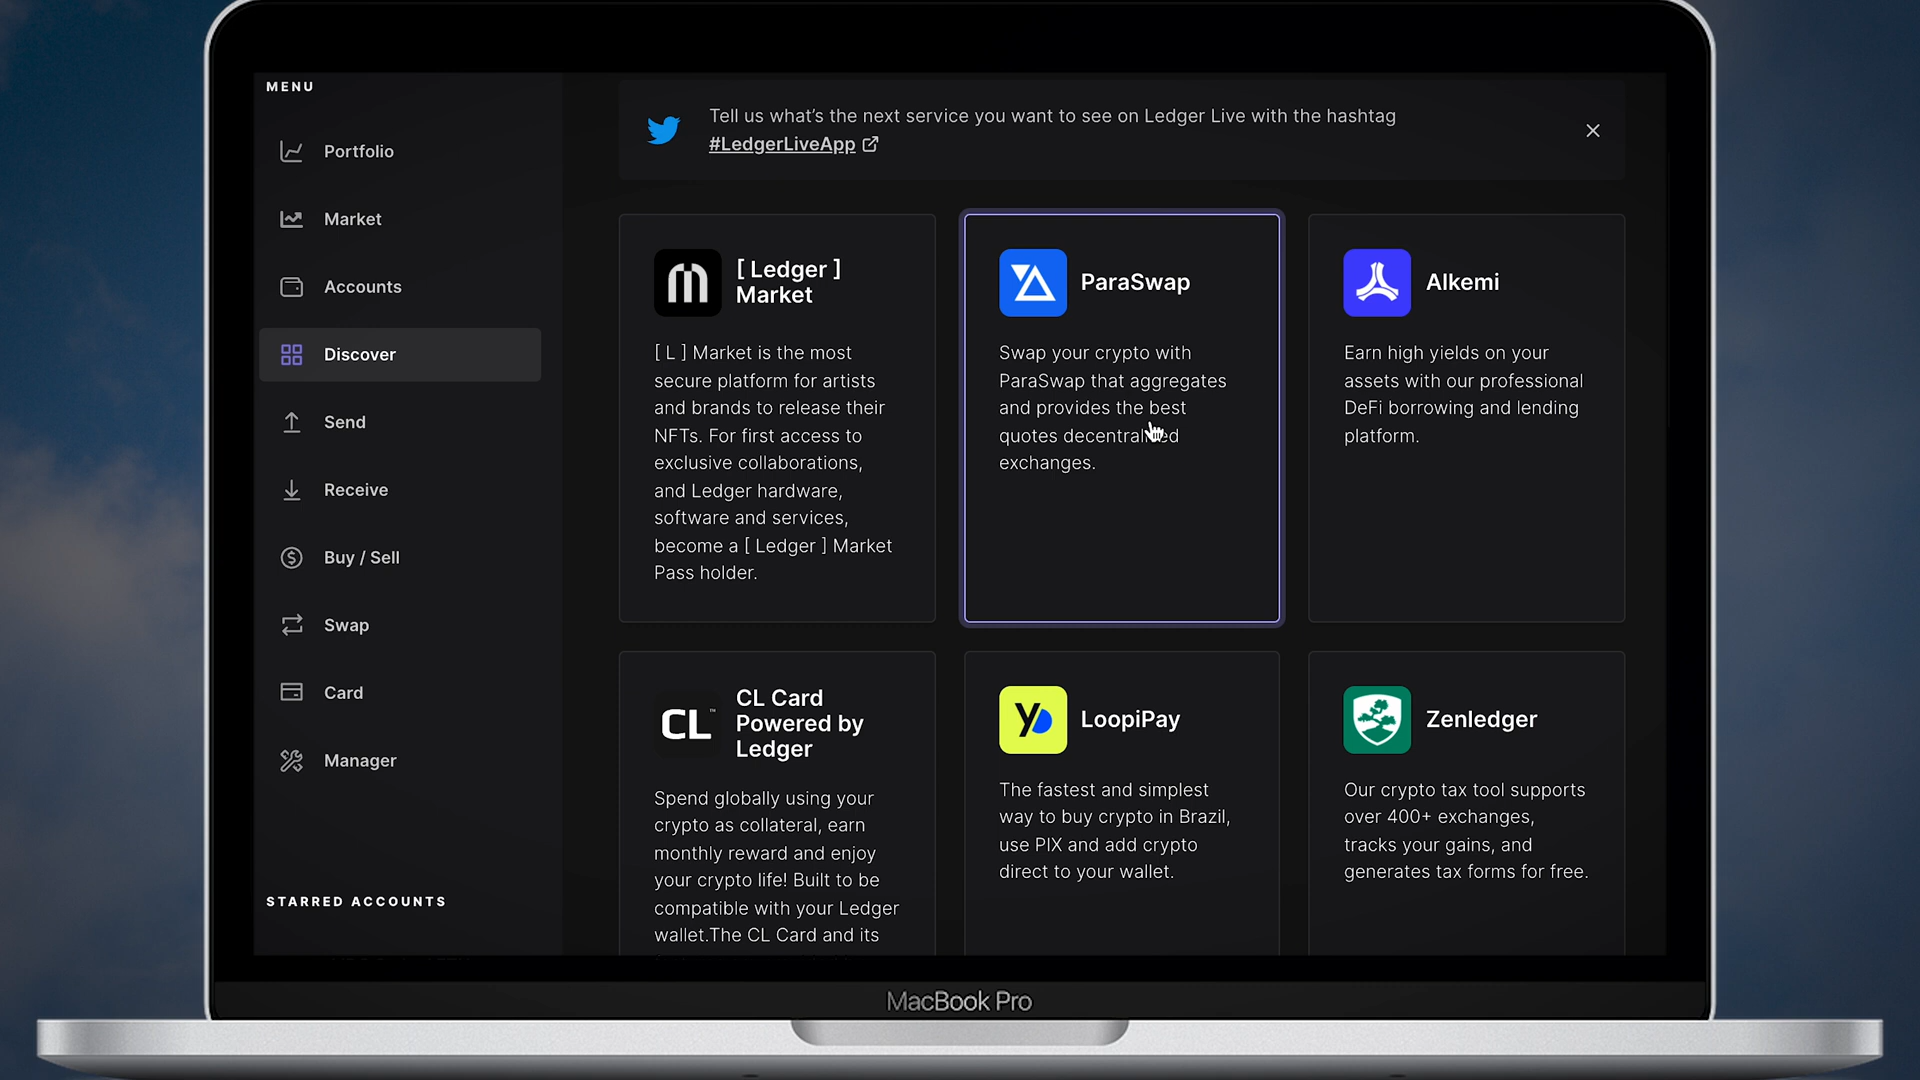 MENU
Portfolio
Market
Accounts
Discover
Send
Receive
Buy / Sell
Swap
Card
Manager
STARRED ACCOUNTS
Tell us what's the next service you want to see on Ledger Live with the hashtag
#LedgerLiveApp
[ Ledger ]
Market
[ L ] Market is the most
secure platform for artists
and brands to release their
NFTs. For first access to
exclusive collaborations,
and Ledger hardware,
software and services,
become a [ Ledger ] Market
Pass holder.
ParaSwap
Swap your crypto with
ParaSwap that aggregates
and provides the best
quotes decentralized
exchanges.
Alkemi
Earn high yields on your
assets with our professional
DeFi borrowing and lending
platform.
CL™
CL Card
Powered by
Ledger
Spend globally using your
crypto as collateral, earn
monthly reward and enjoy
your crypto life! Built to be
compatible with your Ledger
wallet.The CL Card and its
LoopiPay
The fastest and simplest
way to buy crypto in Brazil,
use PIX and add crypto
direct to your wallet.
Zenledger
Our crypto tax tool supports
over 400+ exchanges,
tracks your gains, and
generates tax forms for free.
MacBook Pro